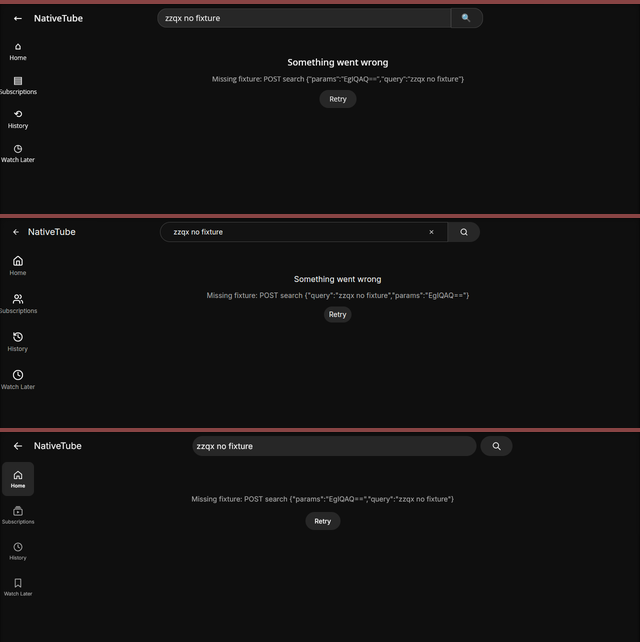 NativeTube
zzqx no fixture
Home
Subscriptions
History
Watch Later
Something went wrong
Missing fixture: POST search {"params":"EgIQAQ==","query":"zzqx no fixture"}
Retry
NativeTube
zzqx no fixture
Home
Subscriptions
History
Watch Later
Something went wrong
Missing fixture: POST search {"query":"zzqx no fixture","params":"EgIQAQ=="}
Retry
NativeTube
zzqx no fixture
Home
Subscriptions
History
Watch Later
Missing fixture: POST search {"params":"EgIQAQ==","query":"zzqx no fixture"}
Retry